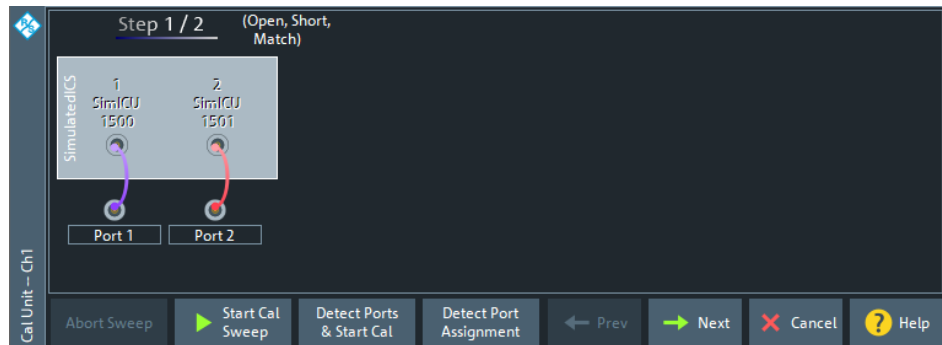 Step 1 / 2
(Open, Short,
Match)
SimulatedICS
1
SimICU
1500
2
SimICU
1501
Port 1
Port 2
Cal Unit – Ch1
Abort Sweep
Start Cal
Sweep
Detect Ports
& Start Cal
Detect Port
Assignment
Prev
Next
Cancel
? Help